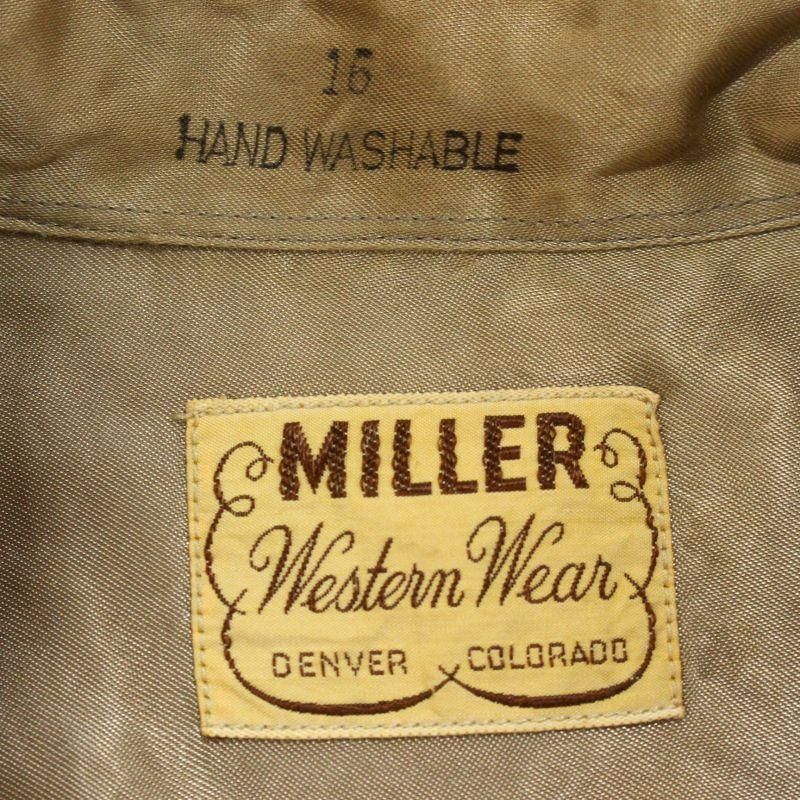 16
HAND WASHABLE
MILLER
Western Wear
DENVER COLORADO